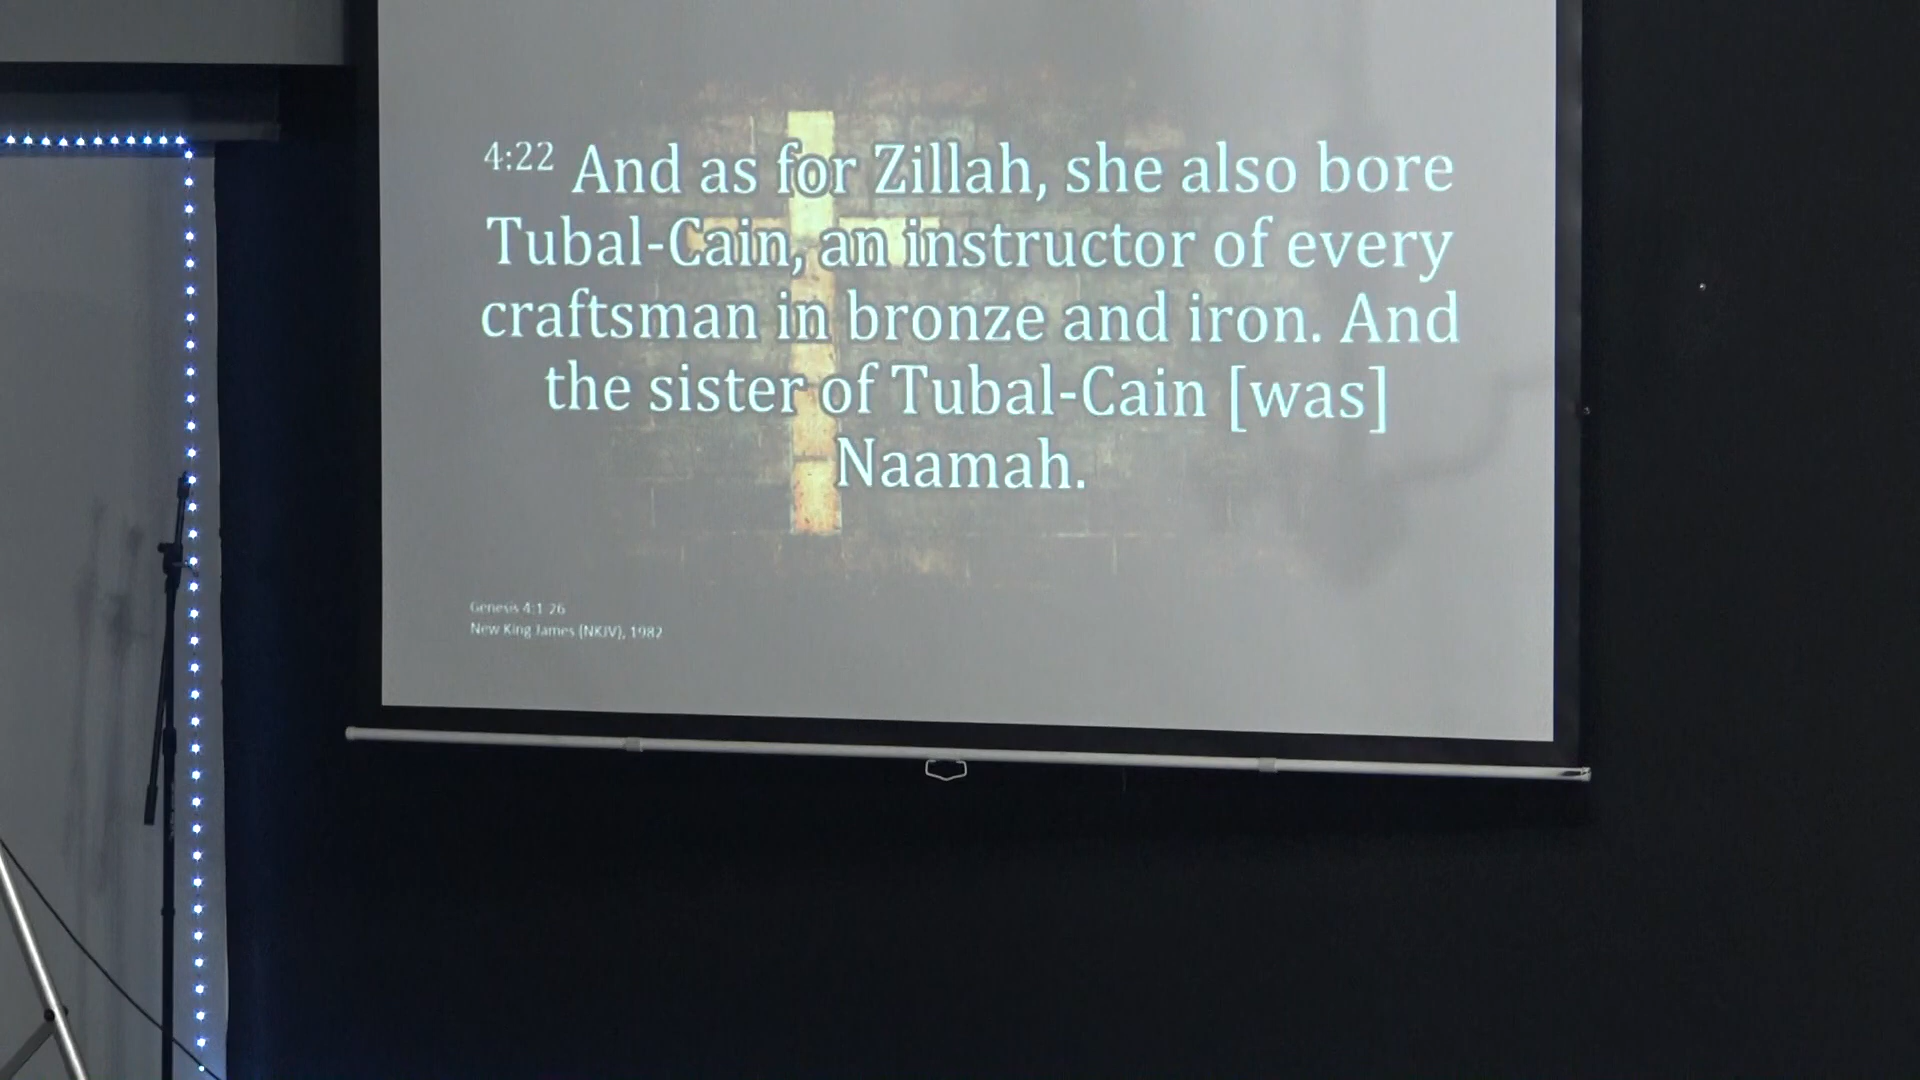 4:22 And as for Zillah, she also bore
Tubal-Cain, an instructor of every
craftsman in bronze and iron. And
the sister of Tubal-Cain [was]
Naamah.
Genesis 4:1-26
New King James (NKJV), 1982